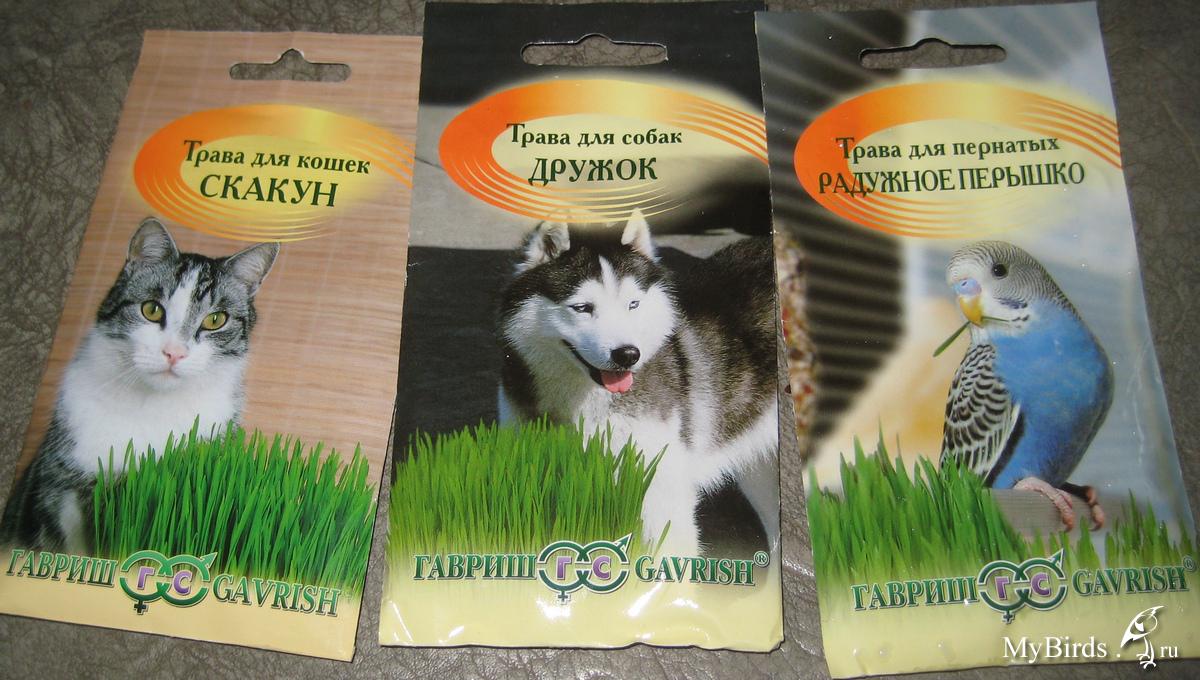 Трава для кошек
СКАКУН
ГАВРИШ ГС GAVRISH®
Трава для собак
ДРУЖОК
ГАВРИШ ГС GAVRISH®
Трава для пернатых
РАДУЖНОЕ ПЕРЫШКО
ГАВРИШ ГС GAVRISH®
MyBirds.ru